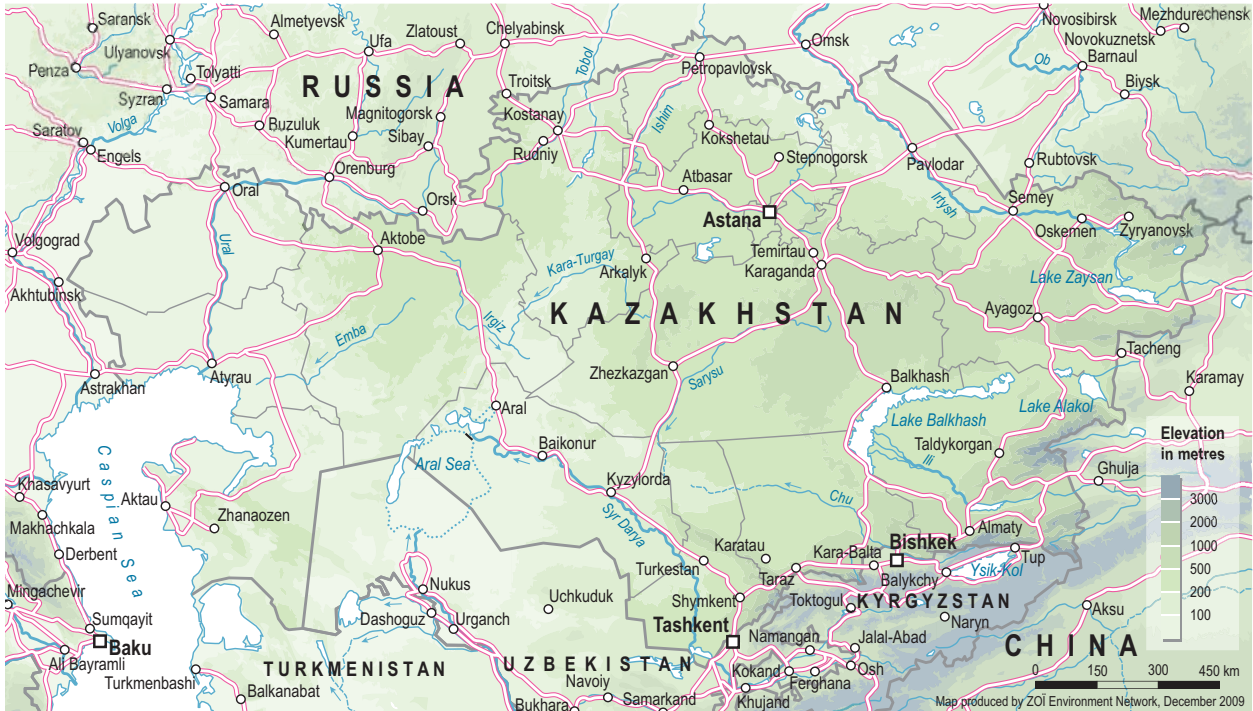 Saransk
Almetyevsk
Zlatoust
Chelyabinsk
Novosibirsk
Mezhdurechensk
Ulyanovsk
Ufa
Omsk
Novokuznetsk
Penza
Tolyatti
Tobol
Petropavlovsk
Ob
Barnaul
Syzran
Samara
RUSSIA
Troitsk
Biysk
Volga
Magnitogorsk
Kostanay
Ishim
Saratov
Buzuluk
Kumertau
Sibay
Kokshetau
Engels
Rudniy
Stepnogorsk
Pavlodar
Rubtovsk
Oral
Orenburg
Atbasar
Irtysh
Orsk
Astana
Semey
Oskemen
Zyryanovsk
Volgograd
Ural
Aktobe
Temirtau
Kara-Turgay
Arkalyk
Karaganda
Lake Zaysan
Akhtubinsk
KAZAKHSTAN
Ayagoz
Emba
Irgiz
Tacheng
Astrakhan
Atyrau
Zhezkazgan
Sarysu
Balkhash
Karamay
Aral
Lake Balkhash
Lake Alakol
Baikonur
Taldykorgan
Elevation
in metres
Aral Sea
Ili
Ghulja
Caspian Sea
Khasavyurt
Aktau
Kyzylorda
Chu
3000
Makhachkala
Zhanaozen
Syr Darya
2000
Almaty
1000
Derbent
Karatau
Kara-Balta
Bishkek
Tup
500
Turkestan
Taraz
Balykchy
Ysik-Kol
200
Mingachevir
Nukus
Shymkent
Toktogul
KYRGYZSTAN
100
Uchkuduk
Aksu
Sumqayit
Dashoguz
Urganch
Tashkent
Namangan
Naryn
Baku
Jalal-Abad
CHINA
Ali Bayramli
TURKMENISTAN
UZBEKISTAN
Kokand
Osh
Turkmenbashi
Ferghana
0 150 300 450 km
Balkanabat
Navoiy
Samarkand
Khujand
Bukhara
Map produced by ZOÏ Environment Network, December 2009